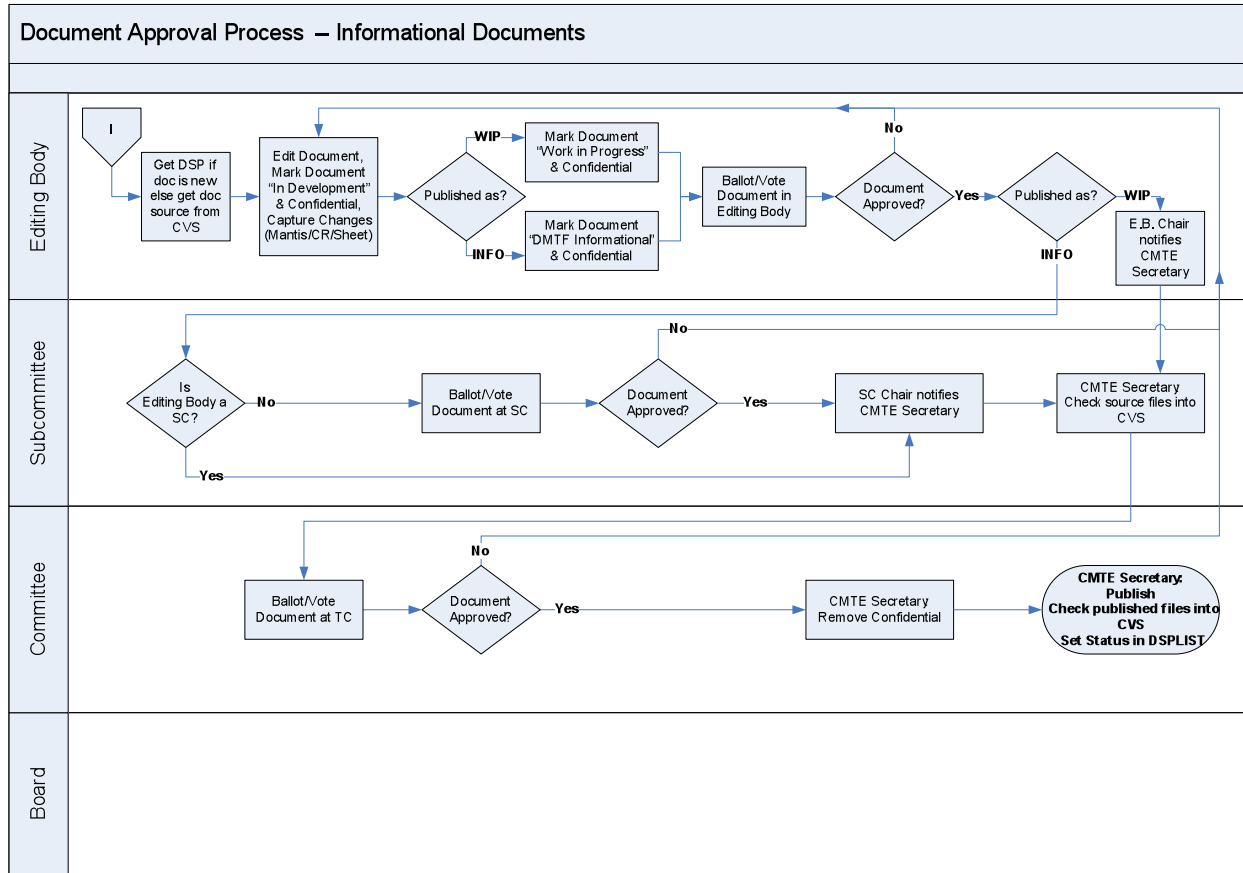 Document Approval Process – Informational Documents
Editing Body
I
Get DSP if
doc is new
else get doc
source from
CVS
Edit Document,
Mark Document
“In Development”
& Confidential,
Capture Changes
(Mantis/CR/Sheet)
Published as?
WIP
INFO
Mark Document
“Work in Progress”
& Confidential
Mark Document
“DMTF Informational”
& Confidential
Ballot/Vote
Document in
Editing Body
No
Document
Approved?
Yes
Published as?
WIP
INFO
E.B. Chair
notifies
CMTE
Secretary
Subcommittee
Is
Editing Body a
SC?
No
Yes
Ballot/Vote
Document at SC
No
Document
Approved?
Yes
SC Chair notifies
CMTE Secretary
CMTE Secretary
Check source files into
CVS
Committee
Ballot/Vote
Document at TC
No
Document
Approved?
Yes
CMTE Secretary
Remove Confidential
CMTE Secretary:
Publish
Check published files into
CVS
Set Status in DSPLIST
Board